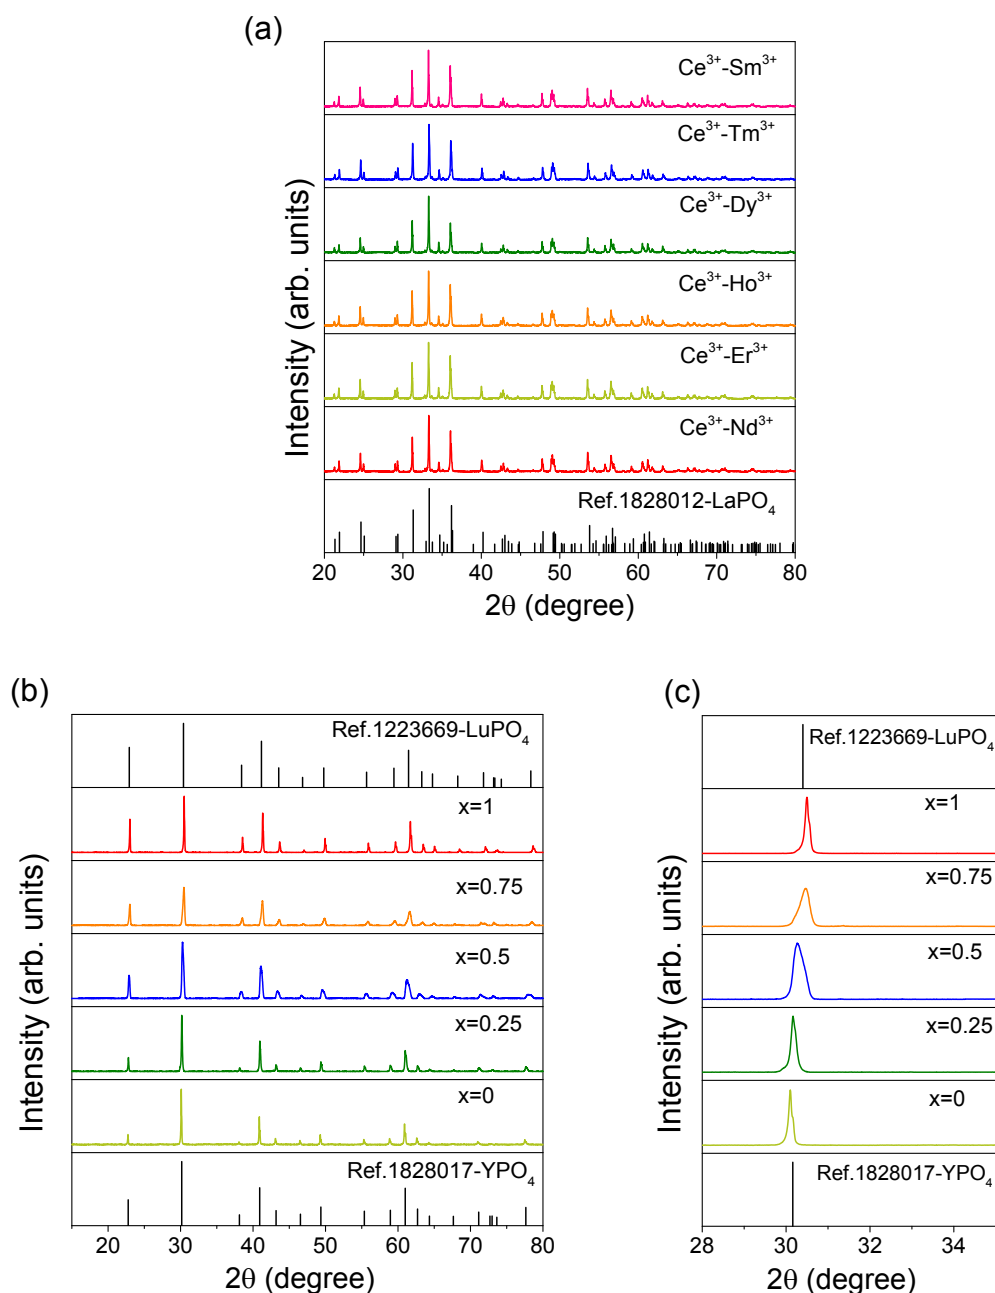 (a)
Ce³⁺-Sm³⁺
Ce³⁺-Tm³⁺
Ce³⁺-Dy³⁺
Ce³⁺-Ho³⁺
Ce³⁺-Er³⁺
Ce³⁺-Nd³⁺
Ref.1828012-LaPO₄
Intensity (arb. units)
20 30 40 50 60 70 80
2θ (degree)
(b)
Ref.1223669-LuPO₄
x=1
x=0.75
x=0.5
x=0.25
x=0
Ref.1828017-YPO₄
Intensity (arb. units)
20 30 40 50 60 70 80
2θ (degree)
(c)
Ref.1223669-LuPO₄
x=1
x=0.75
x=0.5
x=0.25
x=0
Ref.1828017-YPO₄
Intensity (arb. units)
28 30 32 34
2θ (degree)